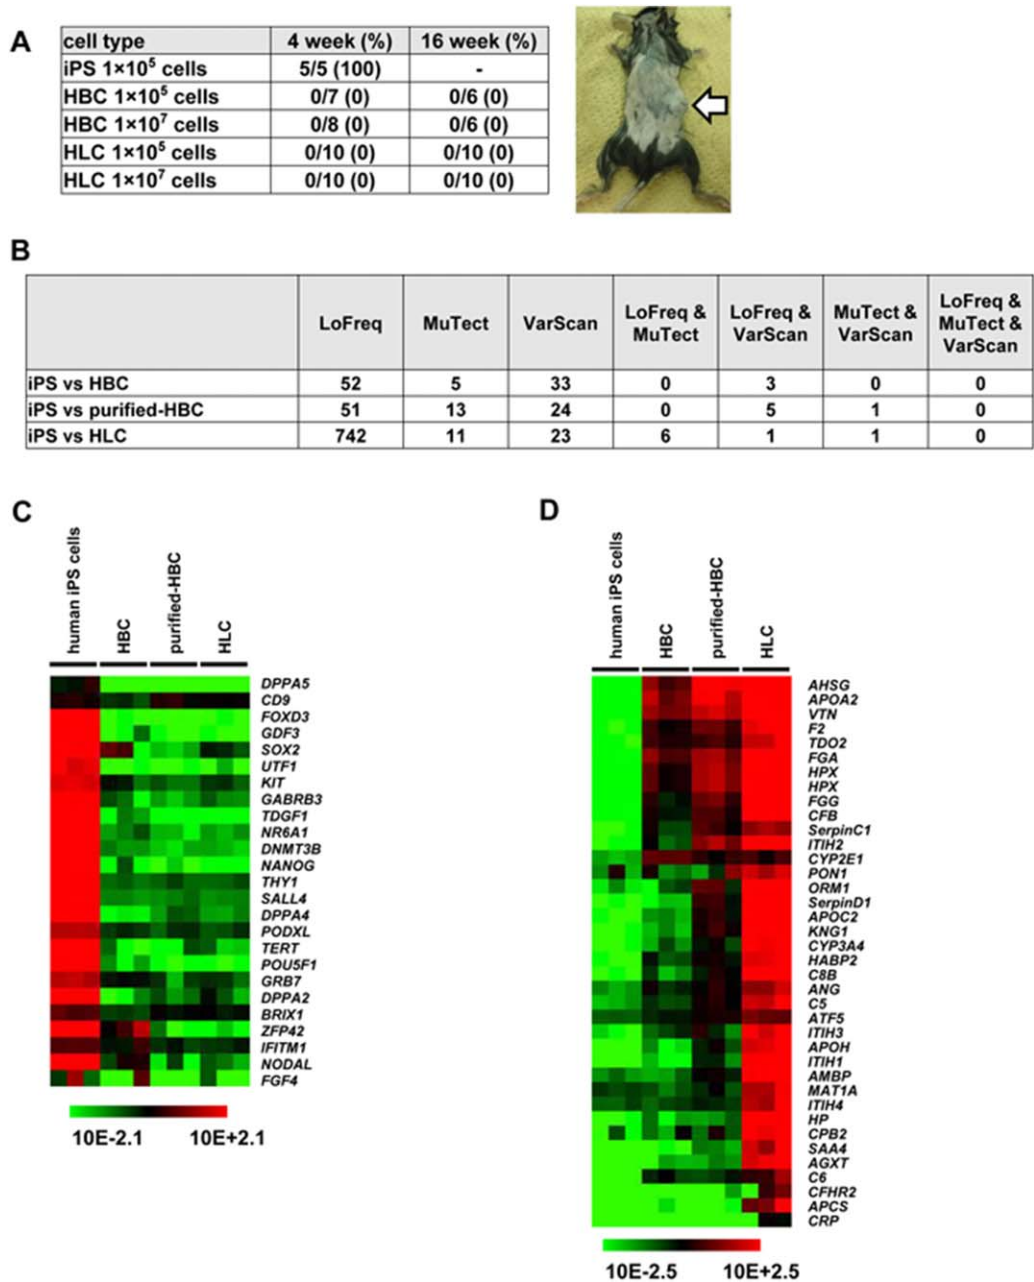 A
cell type 4 week (%) 16 week (%)
iPS 1×10⁵ cells 5/5 (100) -
HBC 1×10⁵ cells 0/7 (0) 0/6 (0)
HBC 1×10⁷ cells 0/8 (0) 0/6 (0)
HLC 1×10⁵ cells 0/10 (0) 0/10 (0)
HLC 1×10⁷ cells 0/10 (0) 0/10 (0)
B
LoFreq MuTect VarScan LoFreq & MuTect LoFreq & VarScan MuTect & VarScan LoFreq & MuTect & VarScan
iPS vs HBC 52 5 33 0 3 0 0
iPS vs purified-HBC 51 13 24 0 5 1 0
iPS vs HLC 742 11 23 6 1 1 0
C
human iPS cells
HBC
purified-HBC
HLC
DPPA5
CD9
FOXD3
GDF3
SOX2
UTF1
KIT
GABRB3
TDGF1
NR6A1
DNMT3B
NANOG
THY1
SALL4
DPPA4
PODXL
TERT
POU5F1
GRB7
DPPA2
BRIX1
ZFP42
IFITM1
NODAL
FGF4
10E-2.1 10E+2.1
D
human iPS cells
HBC
purified-HBC
HLC
AHSG
APOA2
VTN
F2
TDO2
FGA
HPX
HPX
FGG
CFB
SerpinC1
ITIH2
CYP2E1
PON1
ORM1
SerpinD1
APOC2
KNG1
CYP3A4
HABP2
C8B
ANG
C5
ATF5
ITIH3
APOH
ITIH1
AMBP
MAT1A
ITIH4
HP
CPB2
SAA4
AGXT
C6
CFHR2
APCS
CRP
10E-2.5 10E+2.5